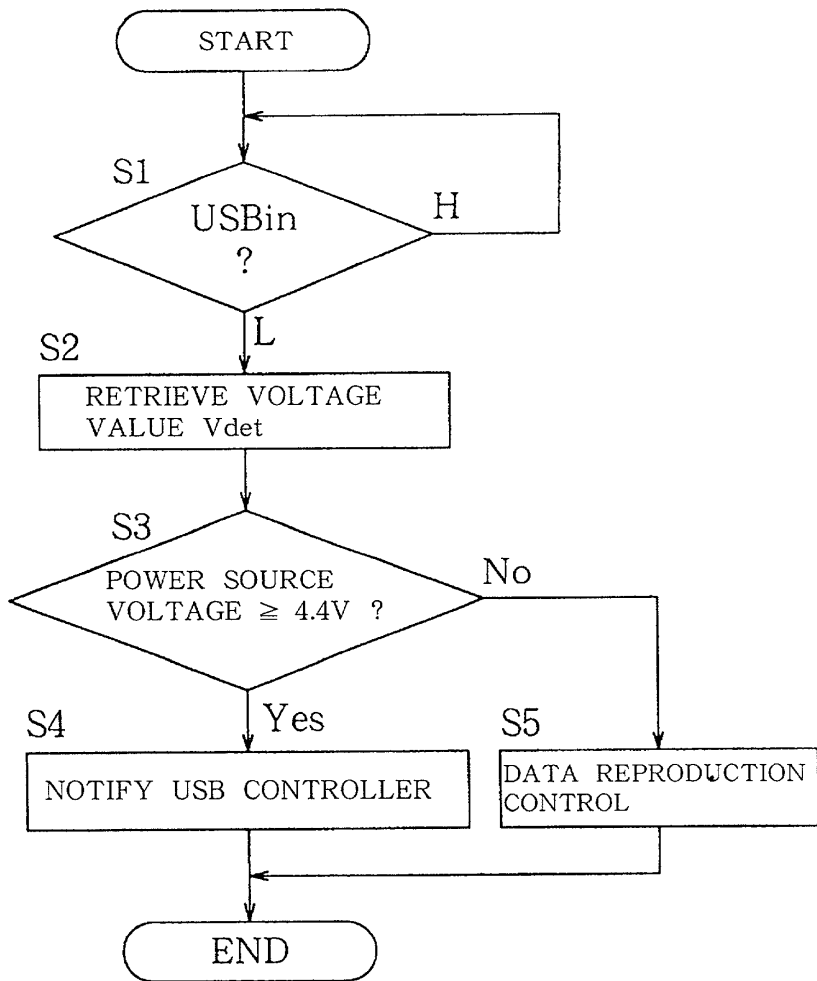 START
S1
USBin
?
H
L
S2
RETRIEVE VOLTAGE
VALUE Vdet
S3
POWER SOURCE
VOLTAGE ≧ 4.4V ?
No
Yes
S4
NOTIFY USB CONTROLLER
S5
DATA REPRODUCTION
CONTROL
END